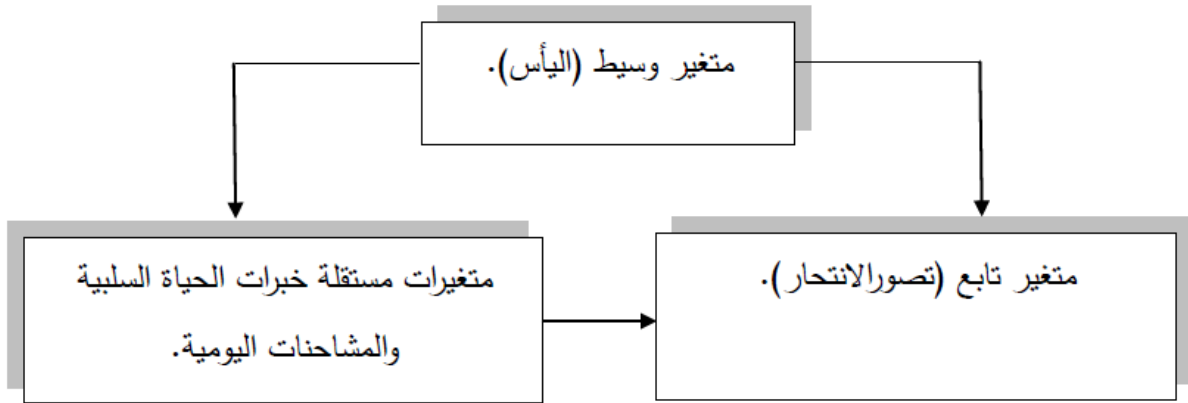 متغير وسيط (اليأس).
متغيرات مستقلة خبرات الحياة السلبية
والمشاحنات اليومية.
متغير تابع (تصورالانتحار).